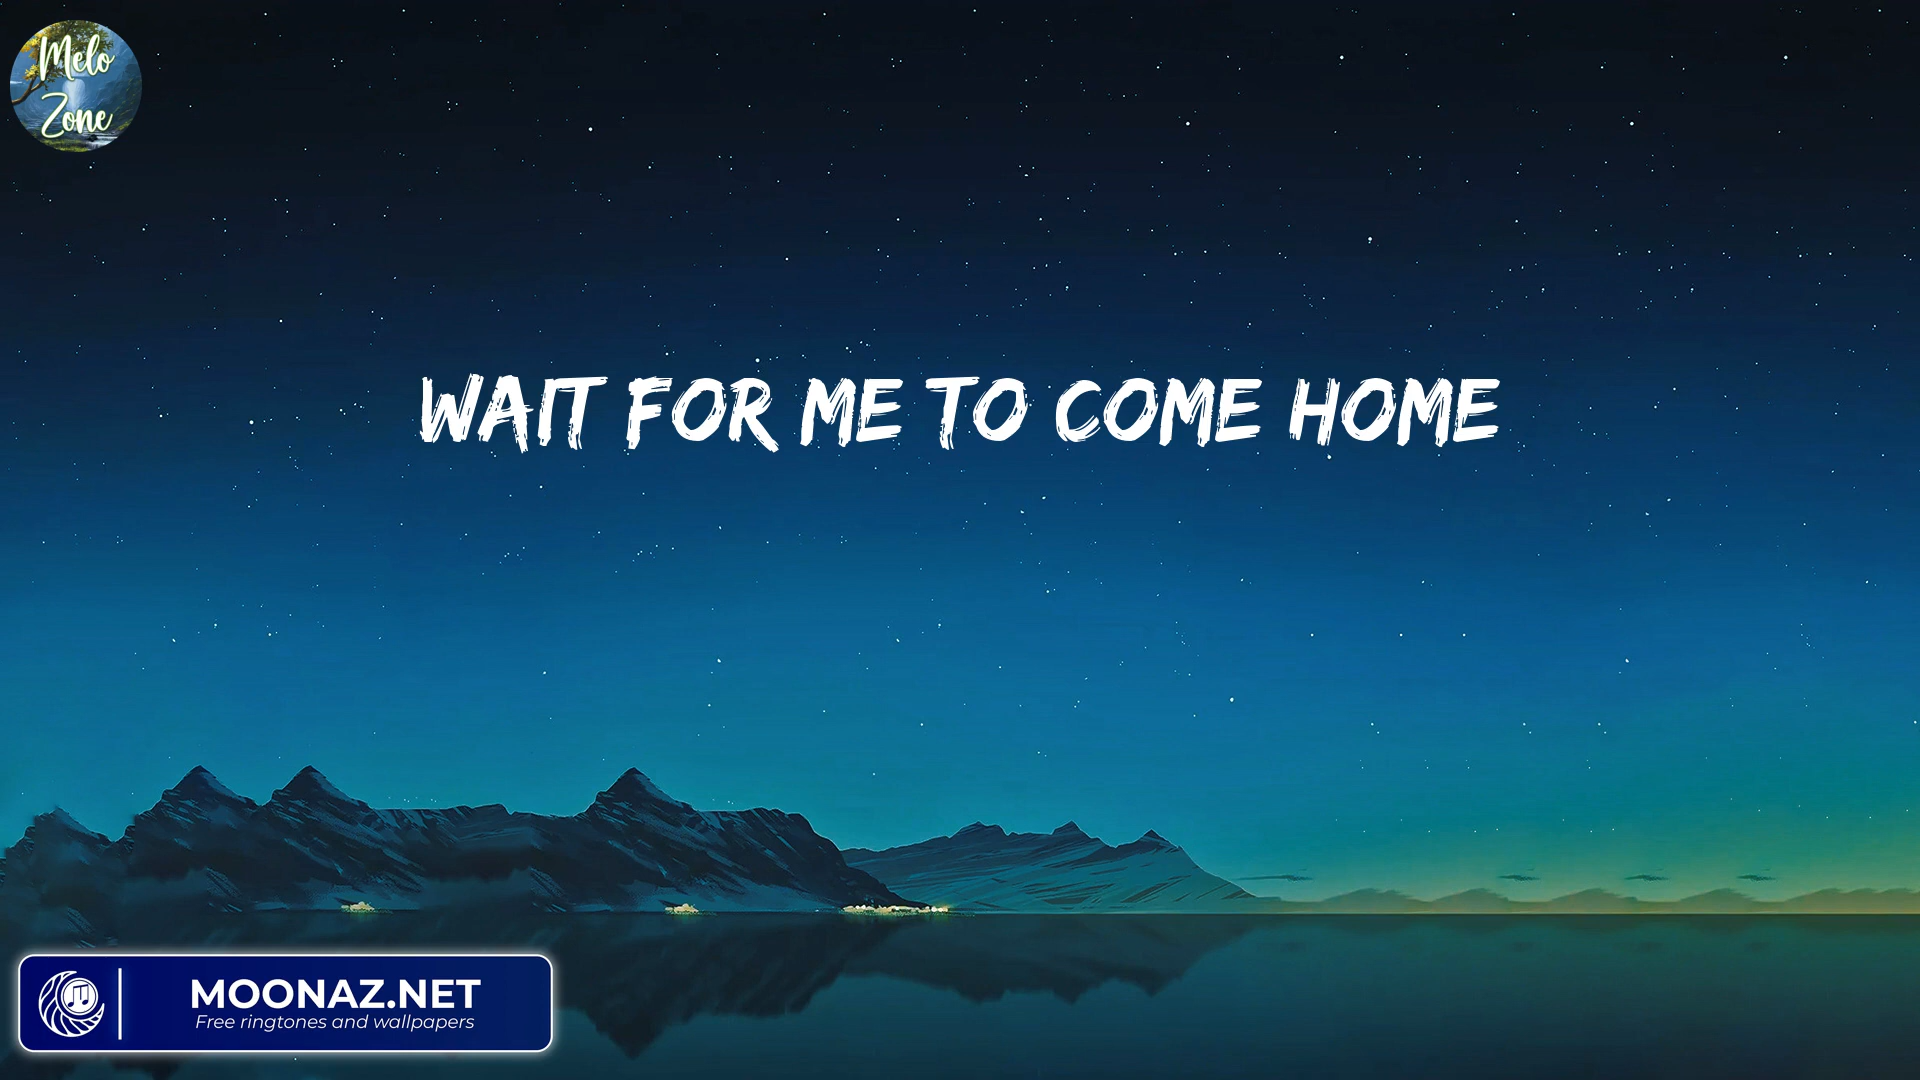 Melo
Zone
WAIT FOR ME TO COME HOME
MOONAZ.NET
Free ringtones and wallpapers